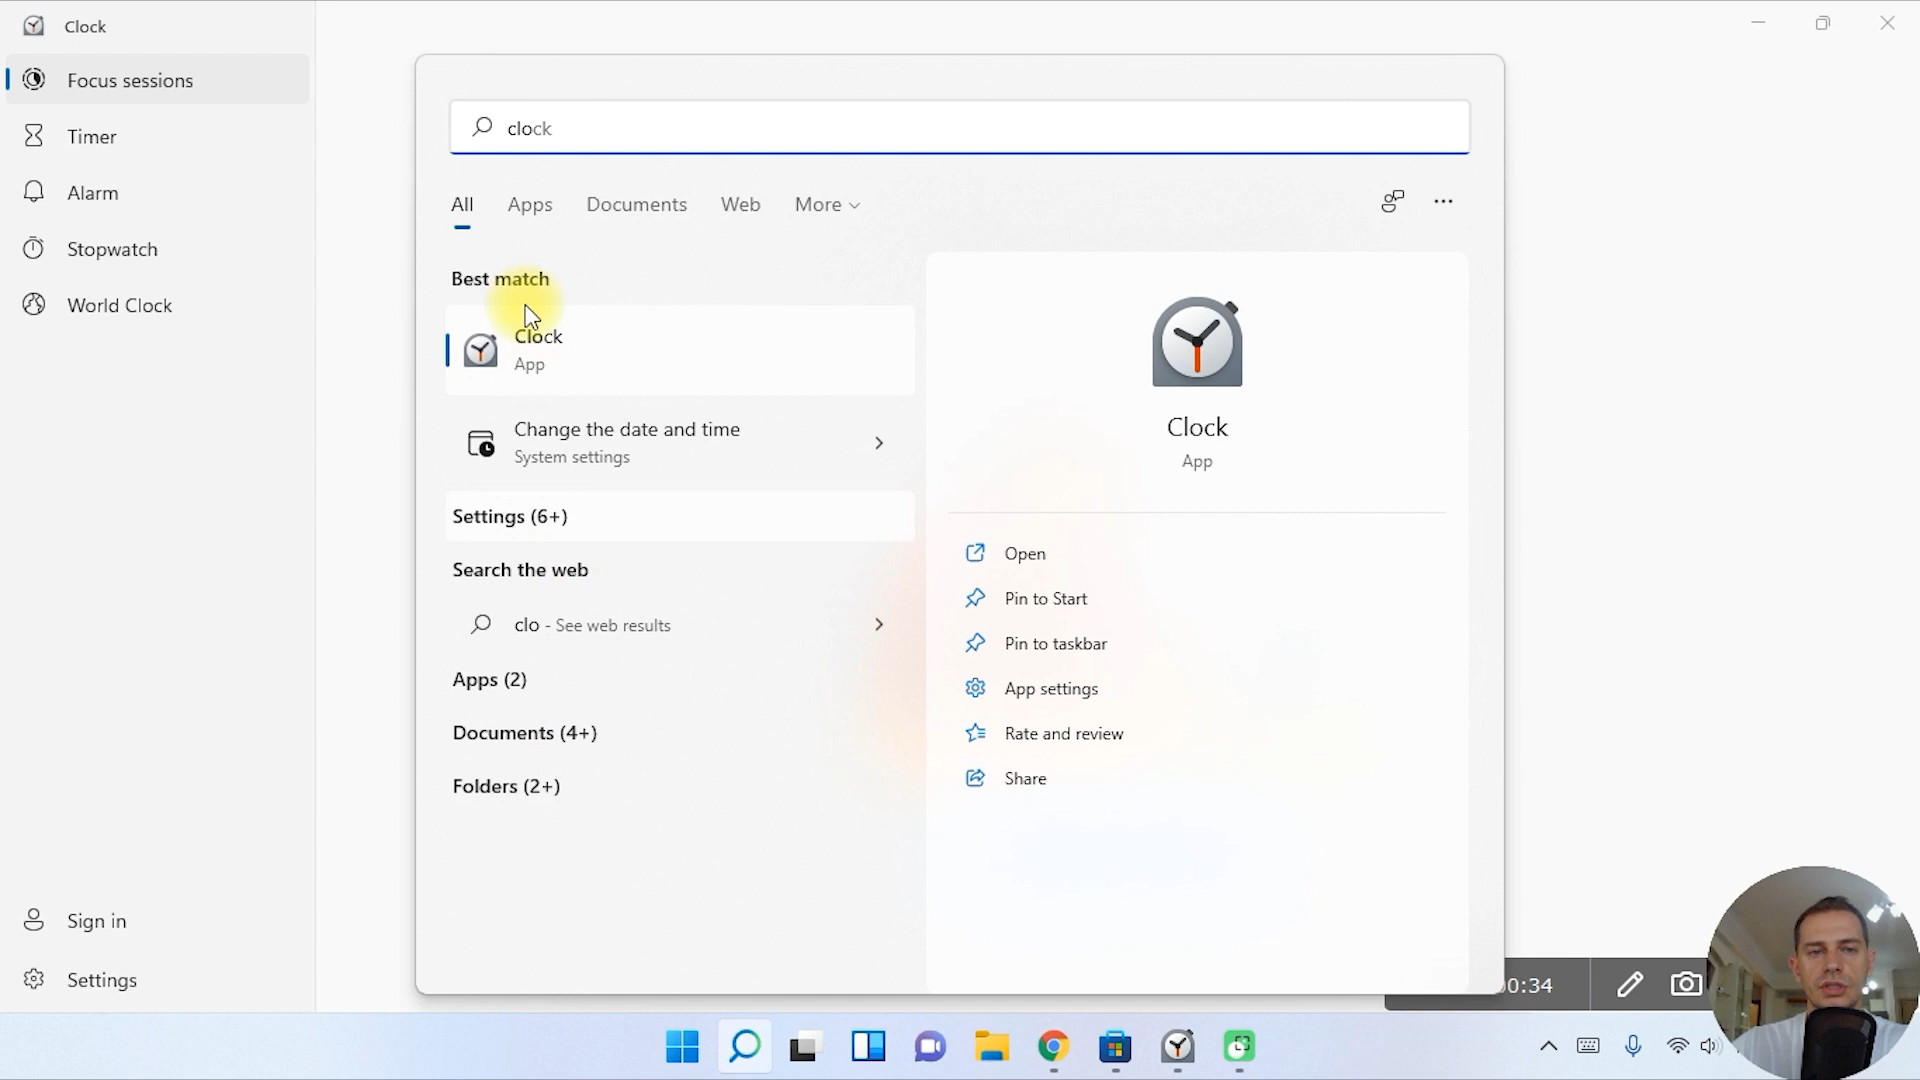 Clock
Focus sessions
Timer
Alarm
Stopwatch
World Clock
Sign in
Settings
clock
All Apps Documents Web More
Best match
Clock
App
Change the date and time
System settings
Settings (6+)
Search the web
clo - See web results
Apps (2)
Documents (4+)
Folders (2+)
Clock
App
Open
Pin to Start
Pin to taskbar
App settings
Rate and review
Share
0:34